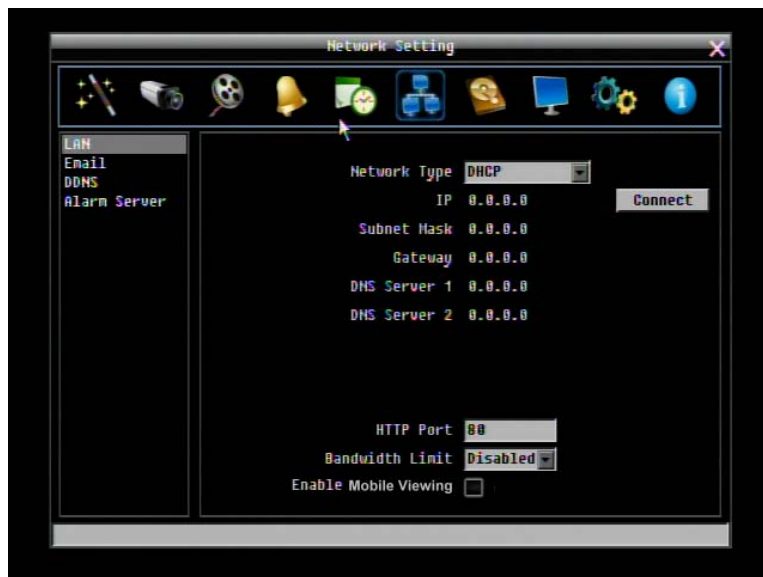 Network Setting
X
LAN
Email
DDNS
Alarm Server
Network Type DHCP
IP 0.0.0.0 Connect
Subnet Mask 0.0.0.0
Gateway 0.0.0.0
DNS Server 1 0.0.0.0
DNS Server 2 0.0.0.0
HTTP Port 80
Bandwidth Limit Disabled
Enable Mobile Viewing